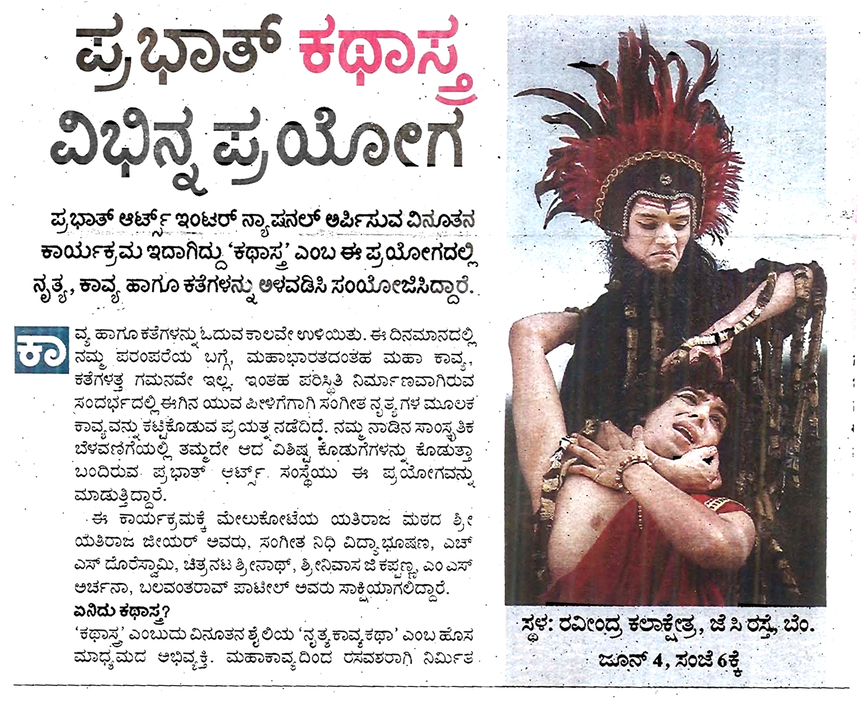 ಪ್ರಭಾತ್ ಕಥಾಸ್ತ್ರ
ವಿಭಿನ್ನ ಪ್ರಯೋಗ
ಪ್ರಭಾತ್ ಆರ್ಟ್ಸ್ ಇಂಟರ್ ನ್ಯಾಷನಲ್ ಅರ್ಪಿಸುವ ವಿನೂತನ
ಕಾರ್ಯಕ್ರಮ ಇದಾಗಿದ್ದು 'ಕಥಾಸ್ತ್ರ' ಎಂಬ ಈ ಪ್ರಯೋಗದಲ್ಲಿ
ನೃತ್ಯ, ಕಾವ್ಯ ಹಾಗೂ ಕತೆಗಳನ್ನು ಅಳವಡಿಸಿ ಸಂಯೋಜಿಸಿದ್ದಾರೆ.
ಕಾವ್ಯ ಹಾಗೂ ಕತೆಗಳನ್ನು ಓದುವ ಕಾಲವೇ ಉಳಿಯಿತು. ಈ ದಿನಮಾನದಲ್ಲಿ
ನಮ್ಮ ಪರಂಪರೆಯ ಬಗ್ಗೆ, ಮಹಾಭಾರತದಂತಹ ಮಹಾ ಕಾವ್ಯ,
ಕತೆಗಳತ್ತ ಗಮನವೇ ಇಲ್ಲ. ಇಂತಹ ಪರಿಸ್ಥಿತಿ ನಿರ್ಮಾಣವಾಗಿರುವ
ಸಂದರ್ಭದಲ್ಲಿ ಈಗಿನ ಯುವ ಪೀಳಿಗೆಗಾಗಿ ಸಂಗೀತ ನೃತ್ಯಗಳ ಮೂಲಕ
ಕಾವ್ಯವನ್ನು ಕಟ್ಟಿಕೊಡುವ ಪ್ರಯತ್ನ ನಡೆದಿದೆ. ನಮ್ಮ ನಾಡಿನ ಸಾಂಸ್ಕೃತಿಕ
ಬೆಳವಣಿಗೆಯಲ್ಲಿ ತಮ್ಮದೇ ಆದ ವಿಶಿಷ್ಟ ಕೊಡುಗೆಗಳನ್ನು ಕೊಡುತ್ತಾ
ಬಂದಿರುವ ಪ್ರಭಾತ್ ಆರ್ಟ್ಸ್ ಸಂಸ್ಥೆಯು ಈ ಪ್ರಯೋಗವನ್ನು
ಮಾಡುತ್ತಿದ್ದಾರೆ.
ಈ ಕಾರ್ಯಕ್ರಮಕ್ಕೆ ಮೇಲುಕೋಟೆಯ ಯತಿರಾಜ ಮಠದ ಶ್ರೀ
ಯತಿರಾಜ ಜೀಯರ್ ಅವರು, ಸಂಗೀತ ನಿಧಿ ವಿದ್ಯಾಭೂಷಣ, ಎಚ್
ಎಸ್ ದೊರೆಸ್ವಾಮಿ, ಚಿತ್ರನಟ ಶ್ರೀನಾಥ್, ಶ್ರೀನಿವಾಸ ಜಿ ಕಪ್ಪಣ್ಣ, ಎಂ ಎಸ್
ಅರ್ಚನಾ, ಬಲವಂತರಾವ್ ಪಾಟೀಲ್ ಅವರು ಸಾಕ್ಷಿಯಾಗಲಿದ್ದಾರೆ.
ಏನಿದು ಕಥಾಸ್ತ್ರ?
'ಕಥಾಸ್ತ್ರ' ಎಂಬುದು ವಿನೂತನ ಶೈಲಿಯ 'ನೃತ್ಯಕಾವ್ಯಕಥಾ' ಎಂಬ ಹೊಸ
ಮಾಧ್ಯಮದ ಅಭಿವ್ಯಕ್ತಿ. ಮಹಾಕಾವ್ಯದಿಂದ ರಸವಶರಾಗಿ ನಿರ್ಮಿತ
ಸ್ಥಳ: ರವೀಂದ್ರ ಕಲಾಕ್ಷೇತ್ರ, ಜೆ ಸಿ ರಸ್ತೆ, ಬೆಂ.
ಜೂನ್ 4, ಸಂಜೆ 6ಕ್ಕೆ